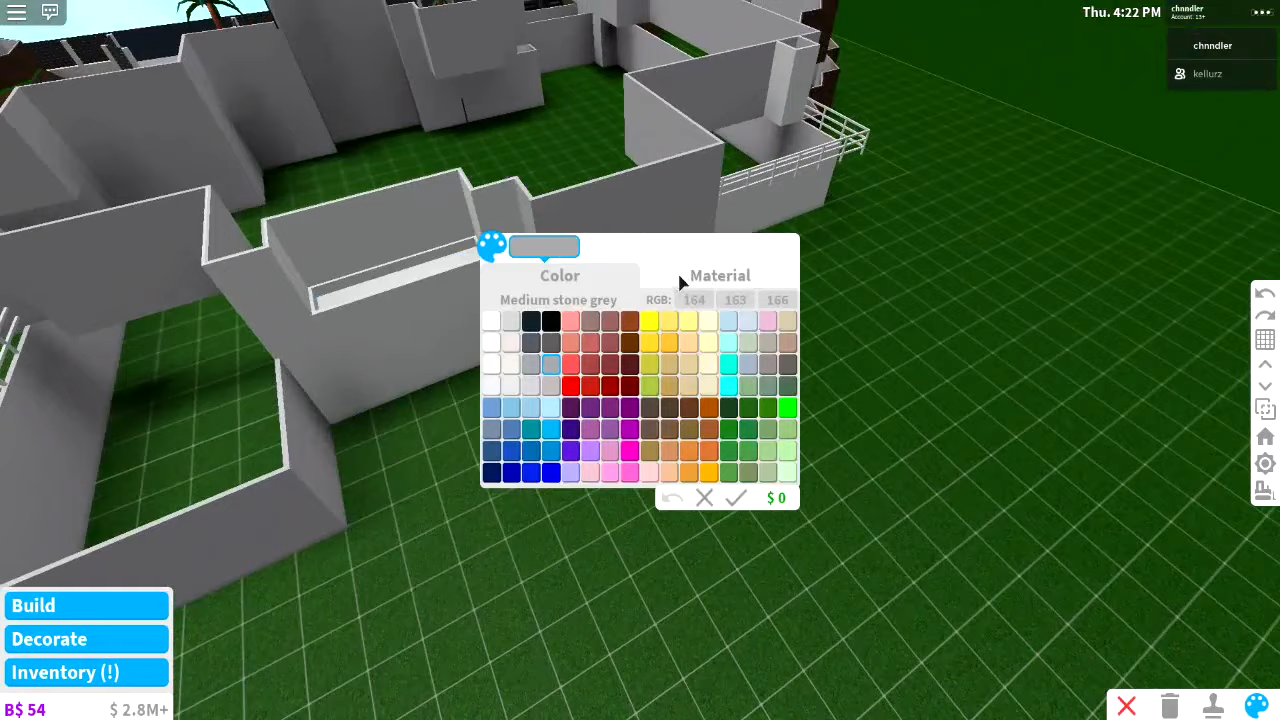 Thu. 4:22 PM
chnndler
Account: 13+
chnndler
kellurz
Color
Material
Medium stone grey
RGB: 164 163 166
$ 0
Build
Decorate
Inventory (!)
B$ 54
$ 2.8M+